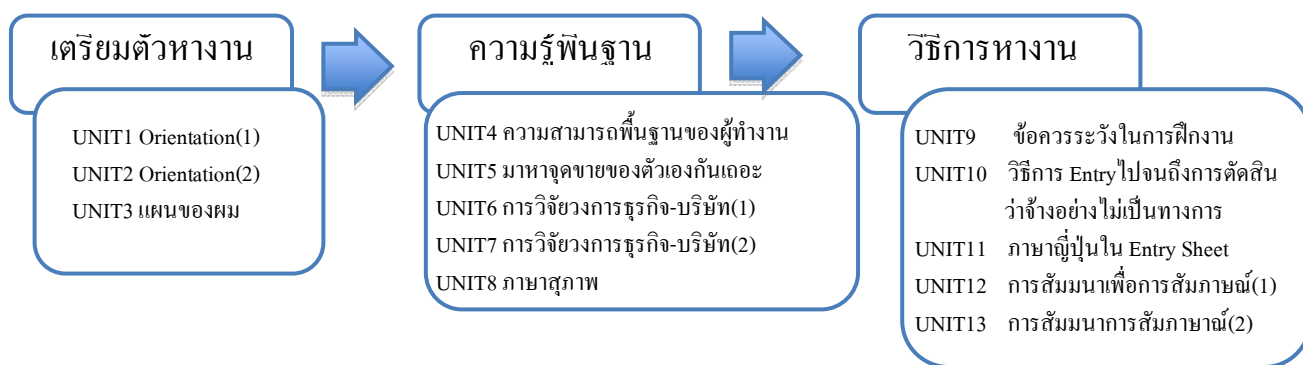 เตรียมตัวหางาน
UNIT1 Orientation(1)
UNIT2 Orientation(2)
UNIT3 แผนของผม
ความรู้พื้นฐาน
UNIT4 ความสามารถพื้นฐานของผู้ทำงาน
UNIT5 มาหาจุดขายของตัวเองกันเถอะ
UNIT6 การวิจัยวงการธุรกิจ-บริษัท(1)
UNIT7 การวิจัยวงการธุรกิจ-บริษัท(2)
UNIT8 ภาษาสุภาพ
วิธีการหางาน
UNIT9 ข้อควรระวังในการฝึกงาน
UNIT10 วิธีการ Entryไปจนถึงการตัดสิน
ว่าจ้างอย่างไม่เป็นทางการ
UNIT11 ภาษาญี่ปุ่นใน Entry Sheet
UNIT12 การสัมมนาเพื่อการสัมภาษณ์(1)
UNIT13 การสัมมนาการสัมภาษาณ์(2)